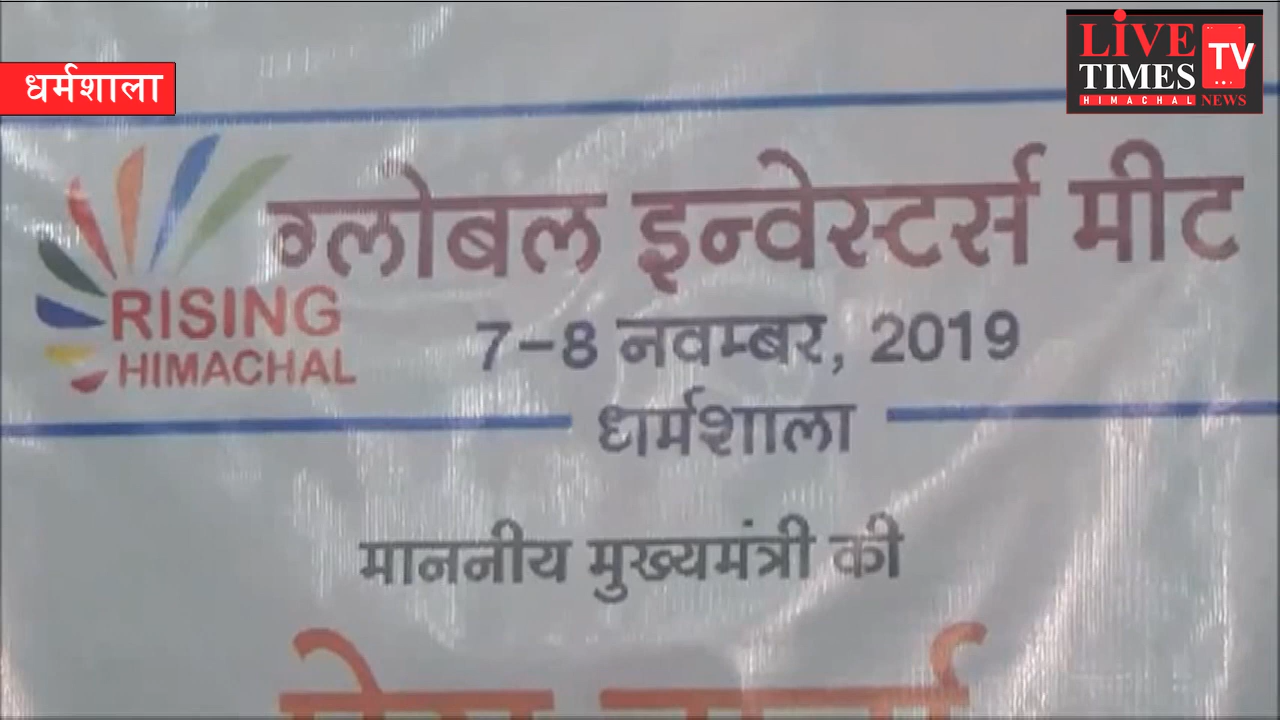 धर्मशाला
LiVE
TIMES
TV
HIMACHAL NEWS
ग्लोबल इन्वेस्टर्स मीट
RISING
HIMACHAL
7-8 नवम्बर, 2019
धार्मशाला
माननीय मुख्यमंत्री की